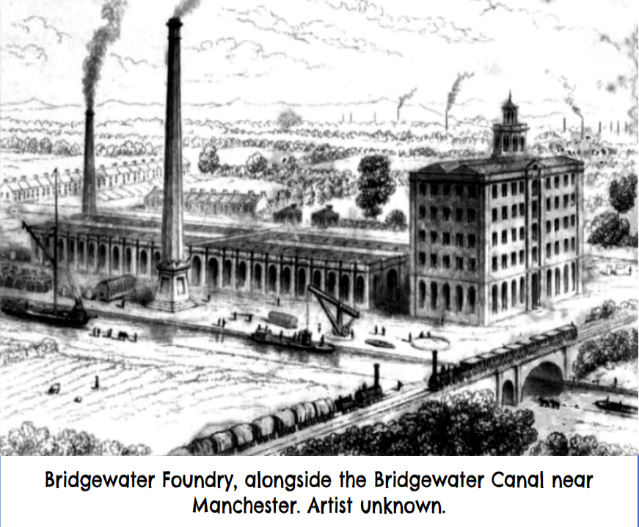 Bridgewater Foundry, alongside the Bridgewater Canal near
Manchester. Artist unknown.